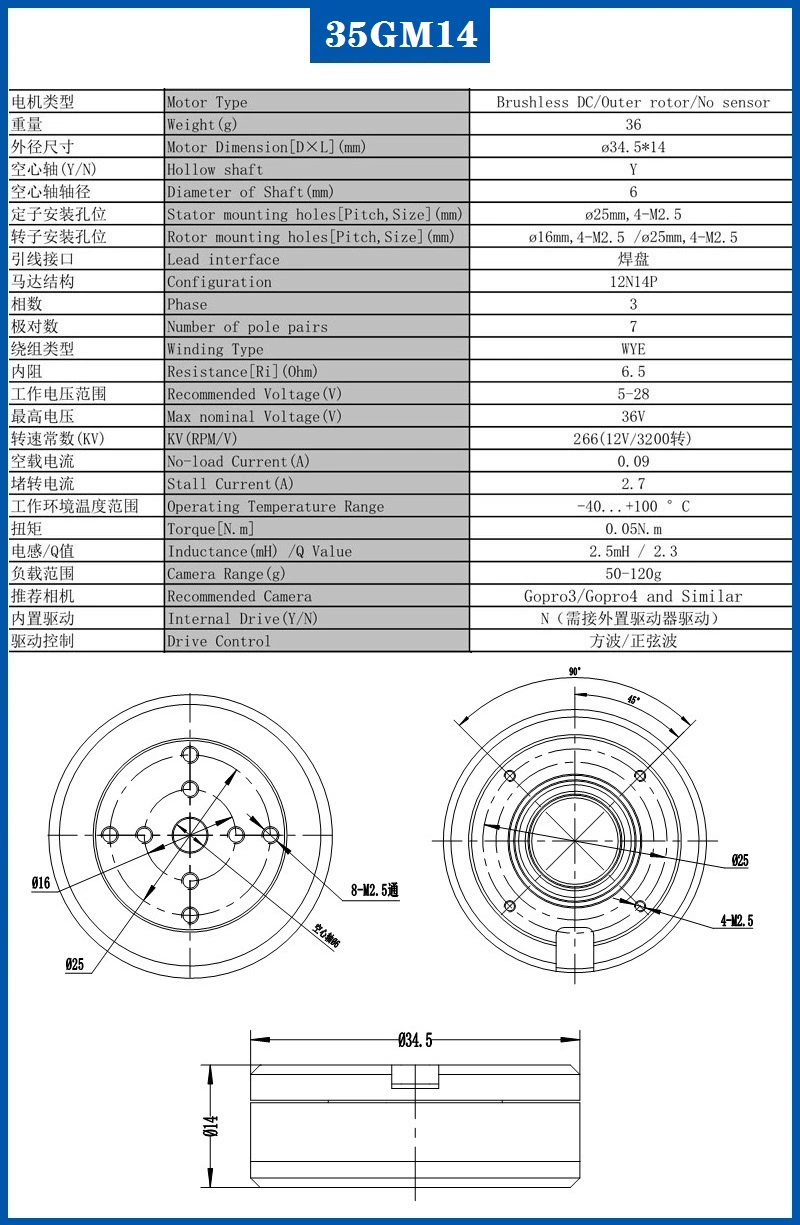 35GM14
电机类型 Motor Type Brushless DC/Outer rotor/No sensor
重量 Weight(g) 36
外径尺寸 Motor Dimension[D×L](mm) ø34.5*14
空心轴(Y/N) Hollow shaft Y
空心轴轴径 Diameter of Shaft(mm) 6
定子安装孔位 Stator mounting holes[Pitch,Size](mm) ø25mm,4-M2.5
转子安装孔位 Rotor mounting holes[Pitch,Size](mm) ø16mm,4-M2.5 /ø25mm,4-M2.5
引线接口 Lead interface 焊盘
马达结构 Configuration 12N14P
相数 Phase 3
极对数 Number of pole pairs 7
绕组类型 Winding Type WYE
内阻 Resistance[Ri](Ohm) 6.5
工作电压范围 Recommended Voltage(V) 5-28
最高电压 Max nominal Voltage(V) 36V
转速常数(KV) KV(RPM/V) 266(12V/3200转)
空载电流 No-load Current(A) 0.09
堵转电流 Stall Current(A) 2.7
工作环境温度范围 Operating Temperature Range -40...+100 °C
扭矩 Torque[N.m] 0.05N.m
电感/Q值 Inductance(mH) /Q Value 2.5mH / 2.3
负载范围 Camera Range(g) 50-120g
推荐相机 Recommended Camera Gopro3/Gopro4 and Similar
内置驱动 Internal Drive(Y/N) N（需接外置驱动器驱动）
驱动控制 Drive Control 方波/正弦波
90°
45°
Ø16
8-M2.5通
空心轴Ø6
Ø25
Ø25
4-M2.5
Ø34.5
Ø14